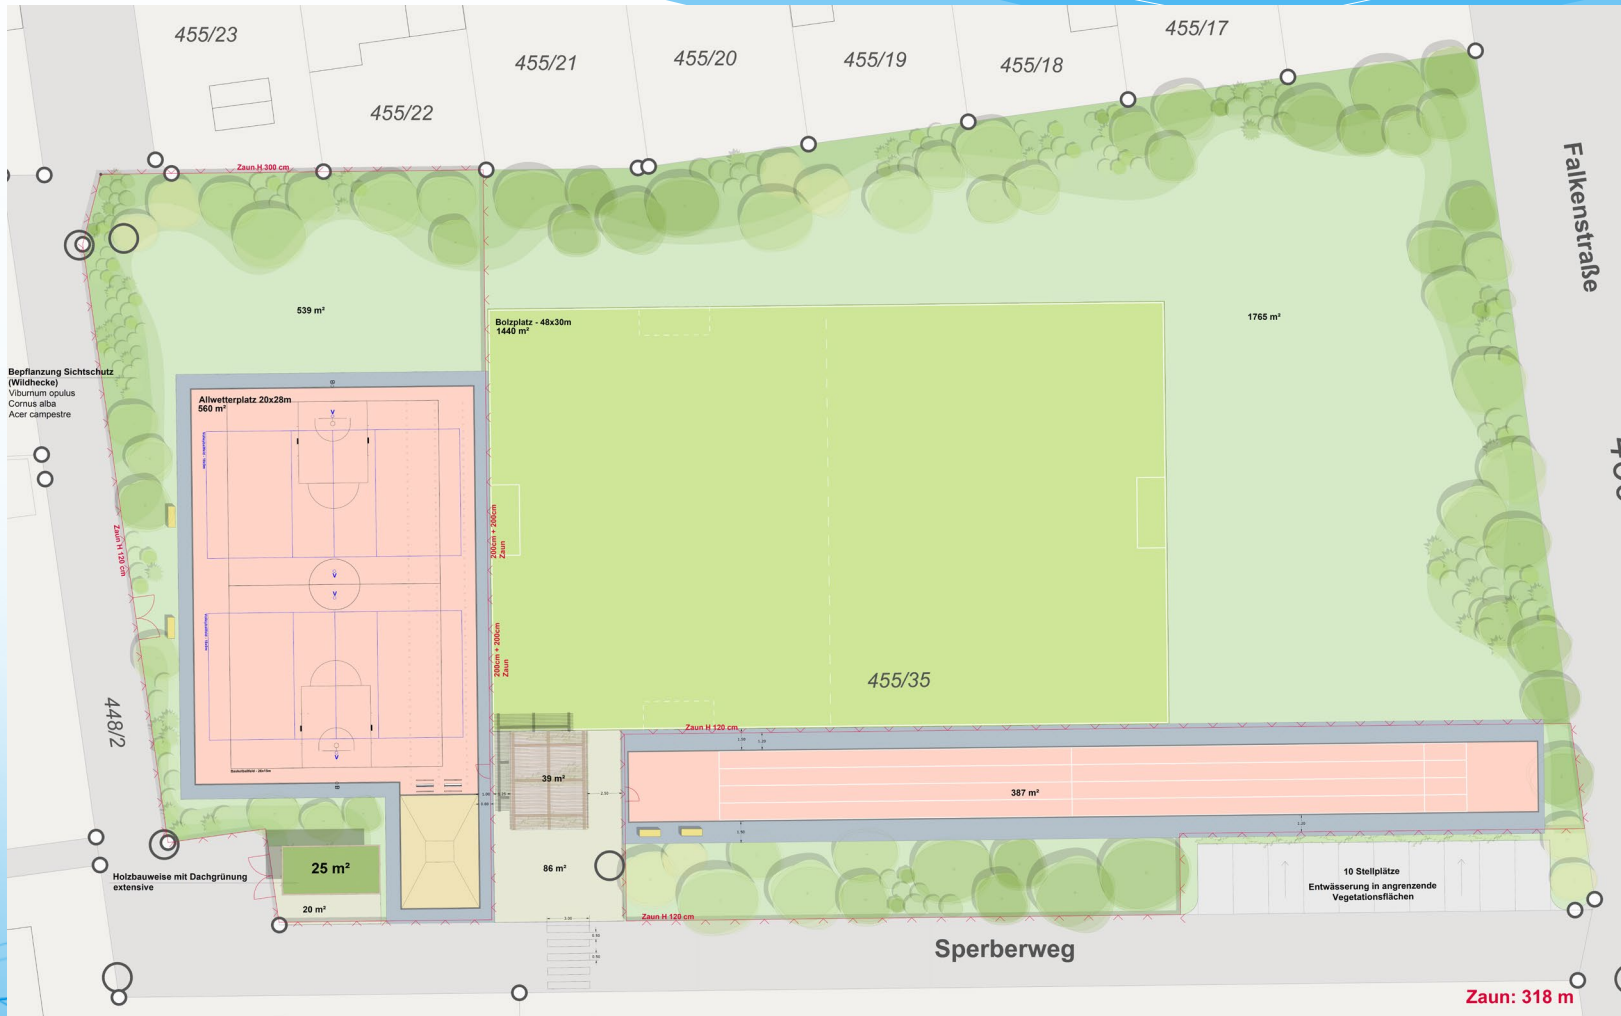 455/23
455/22
455/21
455/20
455/19
455/18
455/17
Falkenstraße
Zaun H 300 cm
539 m²
Bolzplatz - 48x30m
1440 m²
1765 m²
Bepflanzung Sichtschutz
(Wildhecke)
Viburnum opulus
Cornus alba
Acer campestre
Allwetterplatz 20x28m
560 m²
V
V
V
V
Zaun H 120 cm
200cm + 200cm
Zaun
200cm + 200cm
Zaun
455/35
448/2
Zaun H 120 cm
39 m²
387 m²
86 m²
25 m²
20 m²
Holzbauweise mit Dachgrünung
extensive
10 Stellplätze
Entwässerung in angrenzende
Vegetationsflächen
Zaun H 120 cm
Sperberweg
Zaun: 318 m